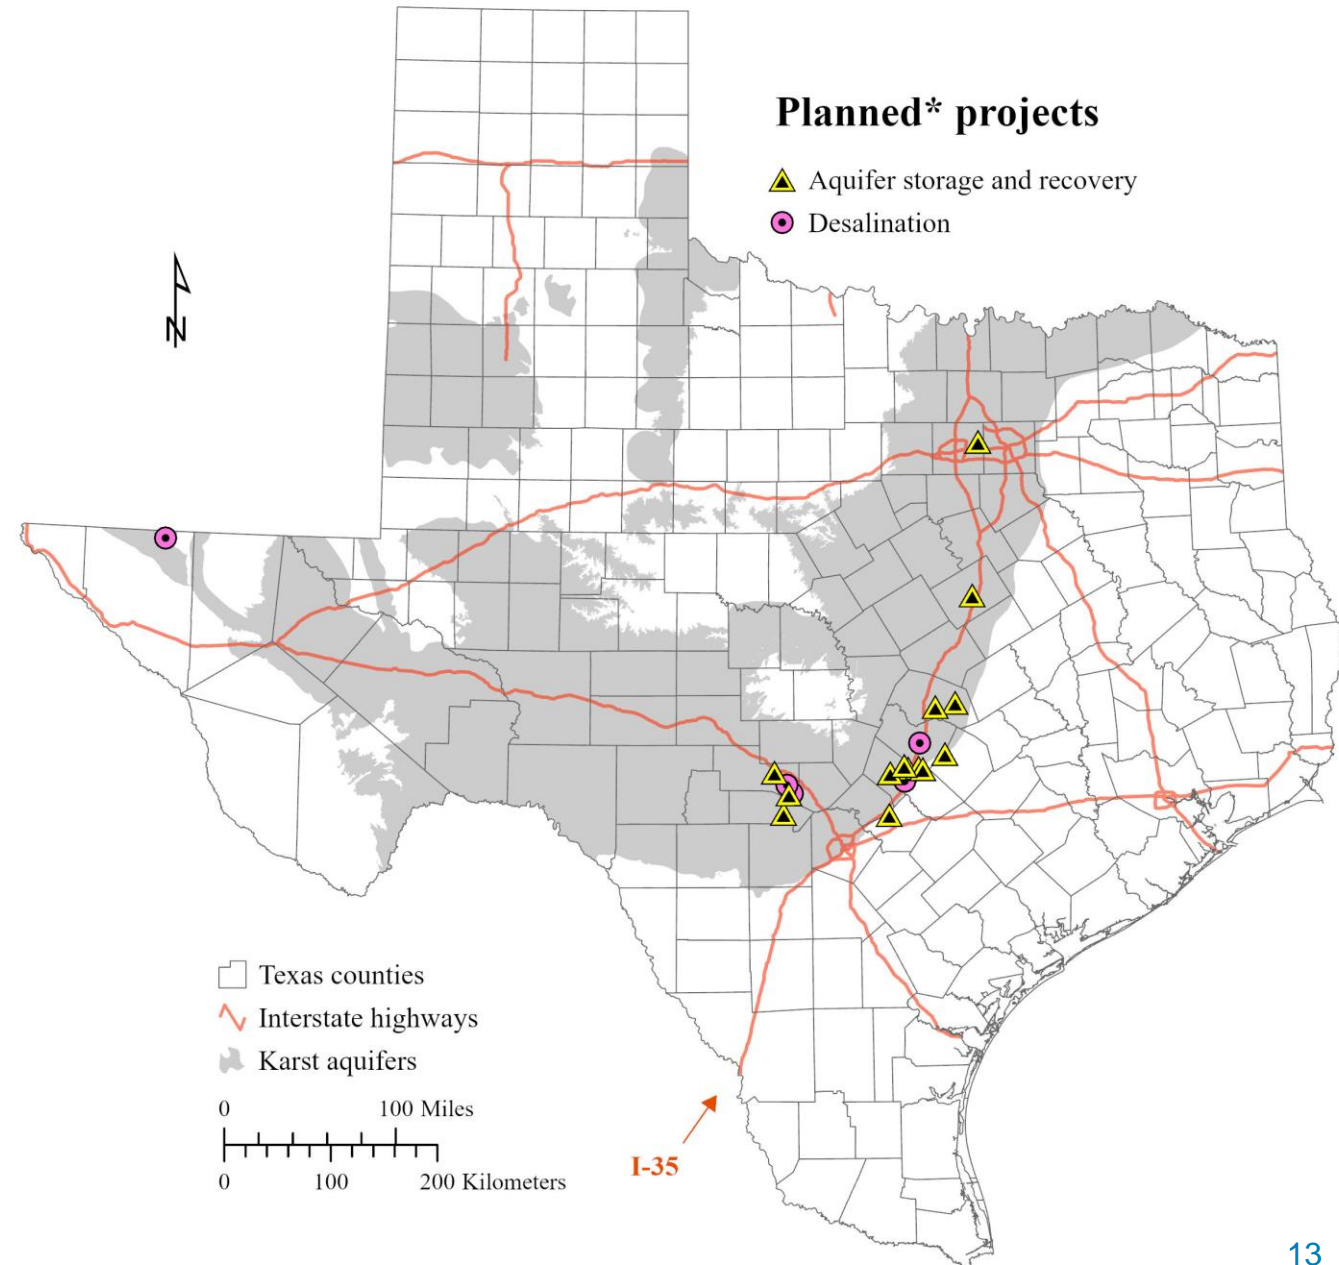 Planned* projects
Aquifer storage and recovery
Desalination
N
Texas counties
Interstate highways
Karst aquifers
0 100 Miles
0 100 200 Kilometers
I-35
13